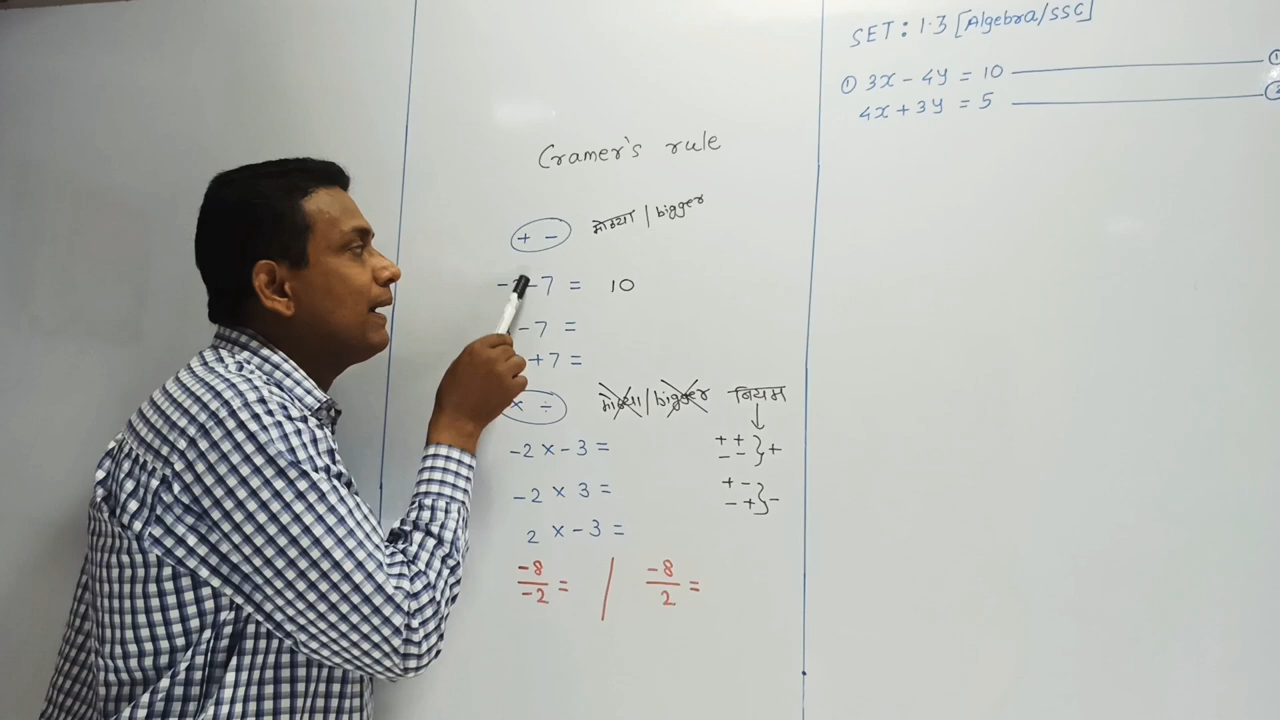 Cramer's rule
+ -
मोठ्या / bigger
- -7 = 10
-7 =
+7 =
× ÷
मोठ्या / bigger
नियम
-2 × -3 =
-2 × 3 =
2 × -3 =
+ +
- - } +
+ -
- + } -
-8/-2 = / -8/2 =
SET : 1.3 [Algebra/SSC]
① 3x - 4y = 10 ①
4x + 3y = 5 ②